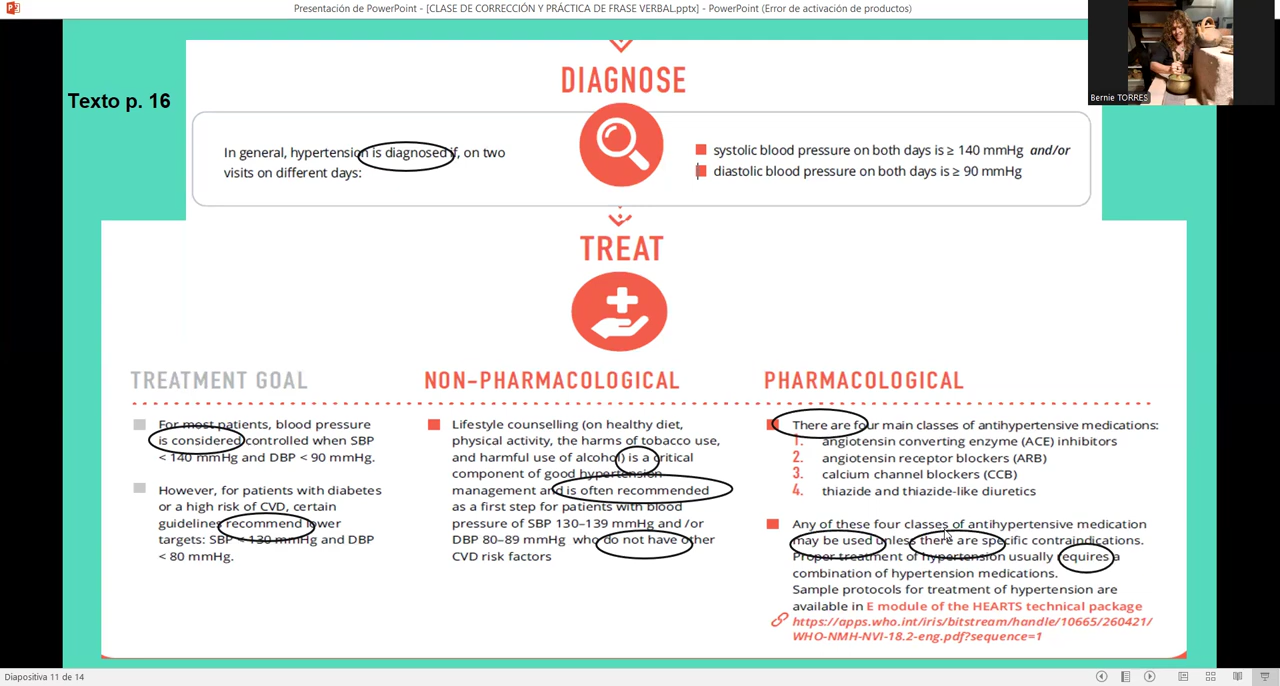 Presentación de PowerPoint - [CLASE DE CORRECCIÓN Y PRÁCTICA DE FRASE VERBAL.pptx] - PowerPoint (Error de activación de productos)
Bernie TORRES
Texto p. 16
DIAGNOSE
In general, hypertension is diagnosed if, on two
visits on different days:
systolic blood pressure on both days is ≥ 140 mmHg and/or
diastolic blood pressure on both days is ≥ 90 mmHg
TREAT
TREATMENT GOAL
For most patients, blood pressure
is considered controlled when SBP
< 140 mmHg and DBP < 90 mmHg.
However, for patients with diabetes
or a high risk of CVD, certain
guidelines recommend lower
targets: SBP < 130 mmHg and DBP
< 80 mmHg.
NON-PHARMACOLOGICAL
Lifestyle counselling (on healthy diet,
physical activity, the harms of tobacco use,
and harmful use of alcohol) is a critical
component of good hypertension
management and is often recommended
as a first step for patients with blood
pressure of SBP 130–139 mmHg and /or
DBP 80–89 mmHg who do not have other
CVD risk factors
PHARMACOLOGICAL
There are four main classes of antihypertensive medications:
1. angiotensin converting enzyme (ACE) inhibitors
2. angiotensin receptor blockers (ARB)
3. calcium channel blockers (CCB)
4. thiazide and thiazide-like diuretics
Any of these four classes of antihypertensive medication
may be used unless there are specific contraindications.
Proper treatment of hypertension usually requires a
combination of hypertension medications.
Sample protocols for treatment of hypertension are
available in E module of the HEARTS technical package
https://apps.who.int/iris/bitstream/handle/10665/260421/
WHO-NMH-NVI-18.2-eng.pdf?sequence=1
Diapositiva 11 de 14